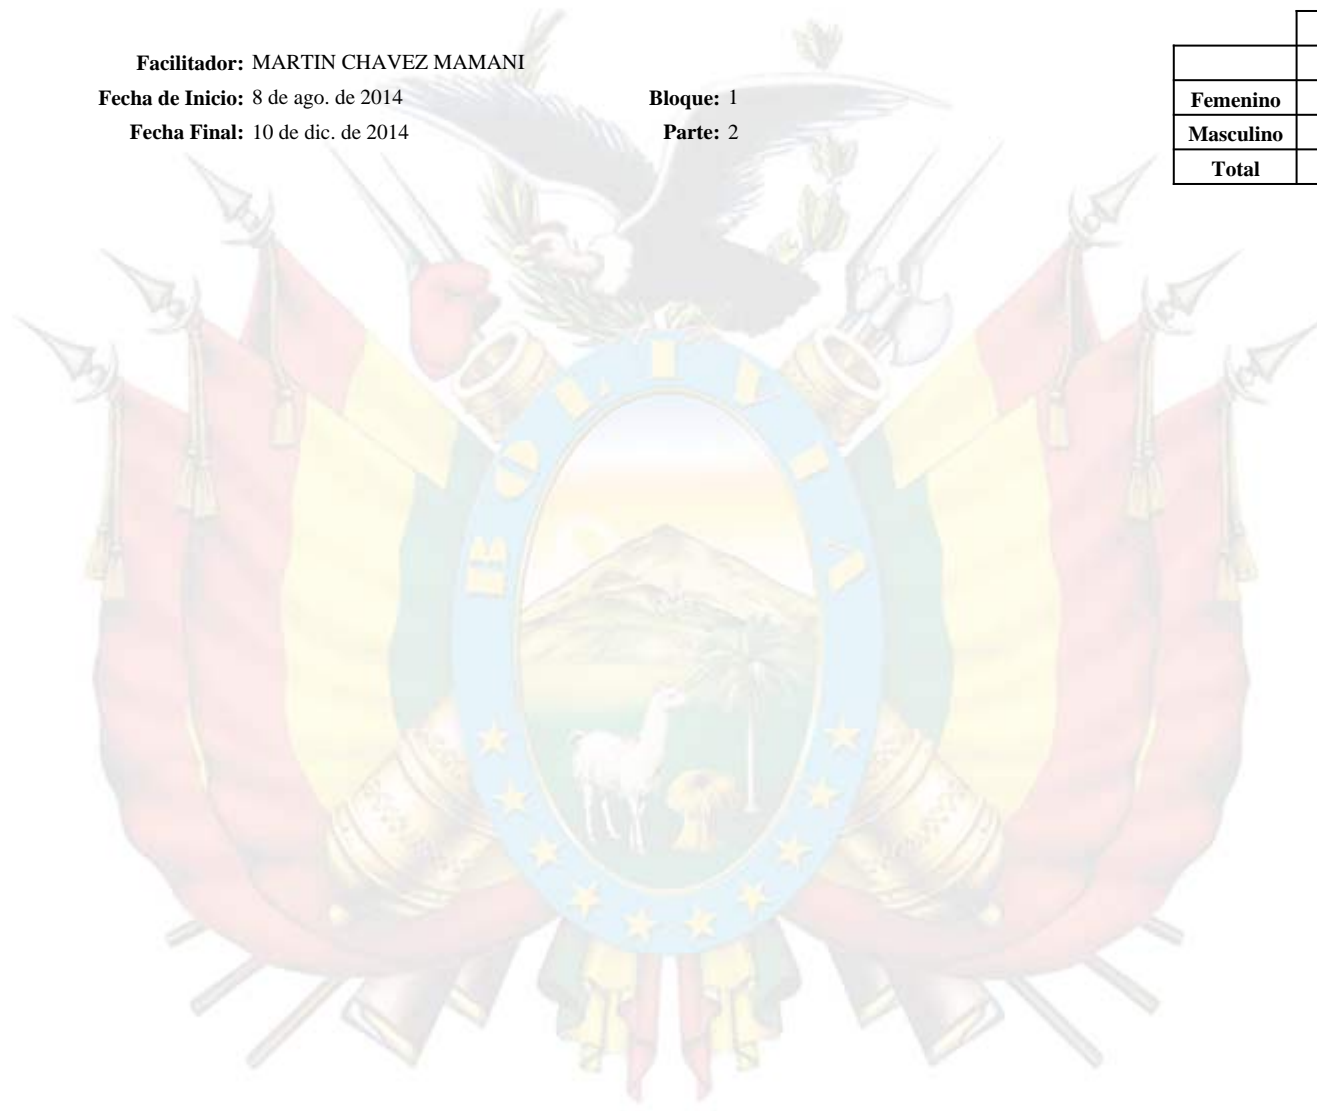 Facilitador: MARTIN CHAVEZ MAMANI
Fecha de Inicio: 8 de ago. de 2014 Bloque: 1
Fecha Final: 10 de dic. de 2014 Parte: 2
Femenino
Masculino
Total
BOLIVIA